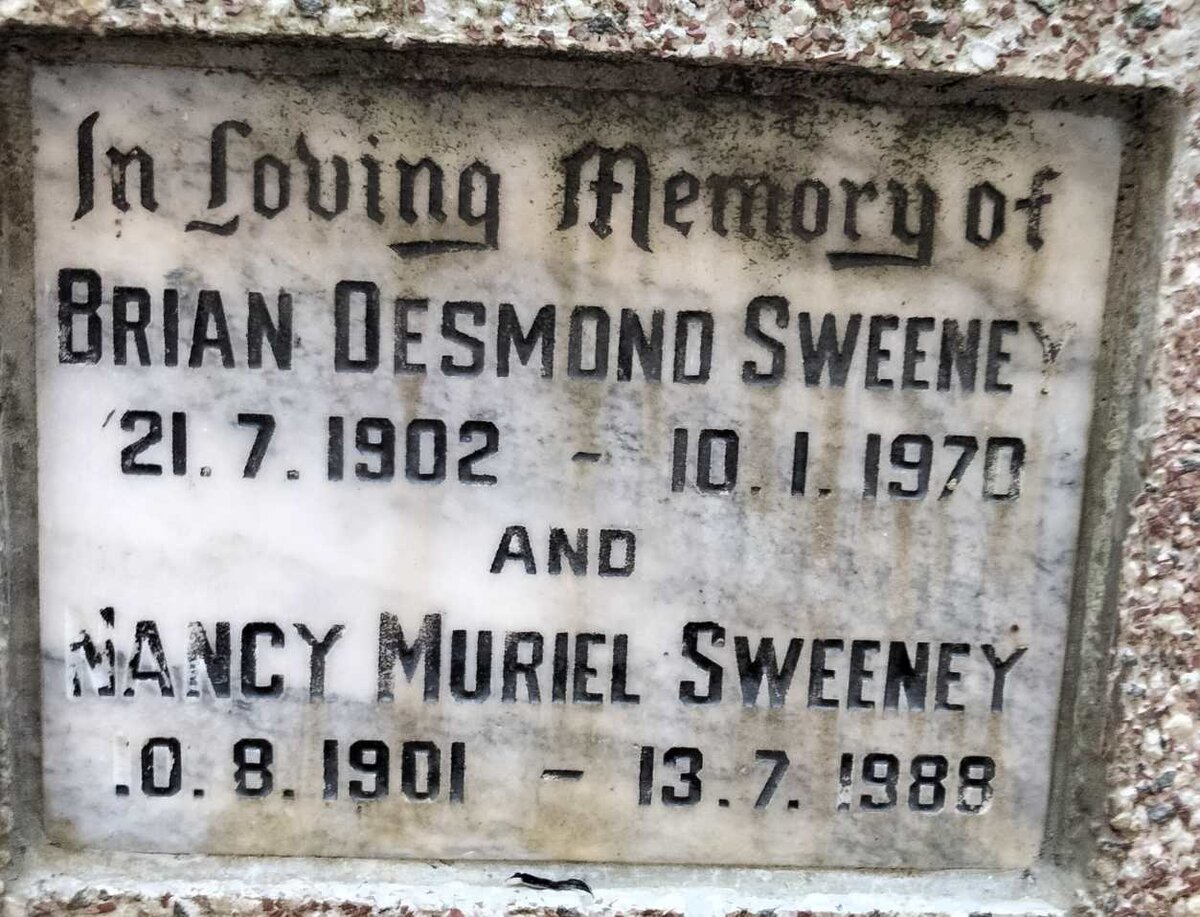 In Loving Memory of
BRIAN DESMOND SWEENEY
21.7.1902 - 10.1.1970
AND
NANCY MURIEL SWEENEY
10.8.1901 - 13.7.1988